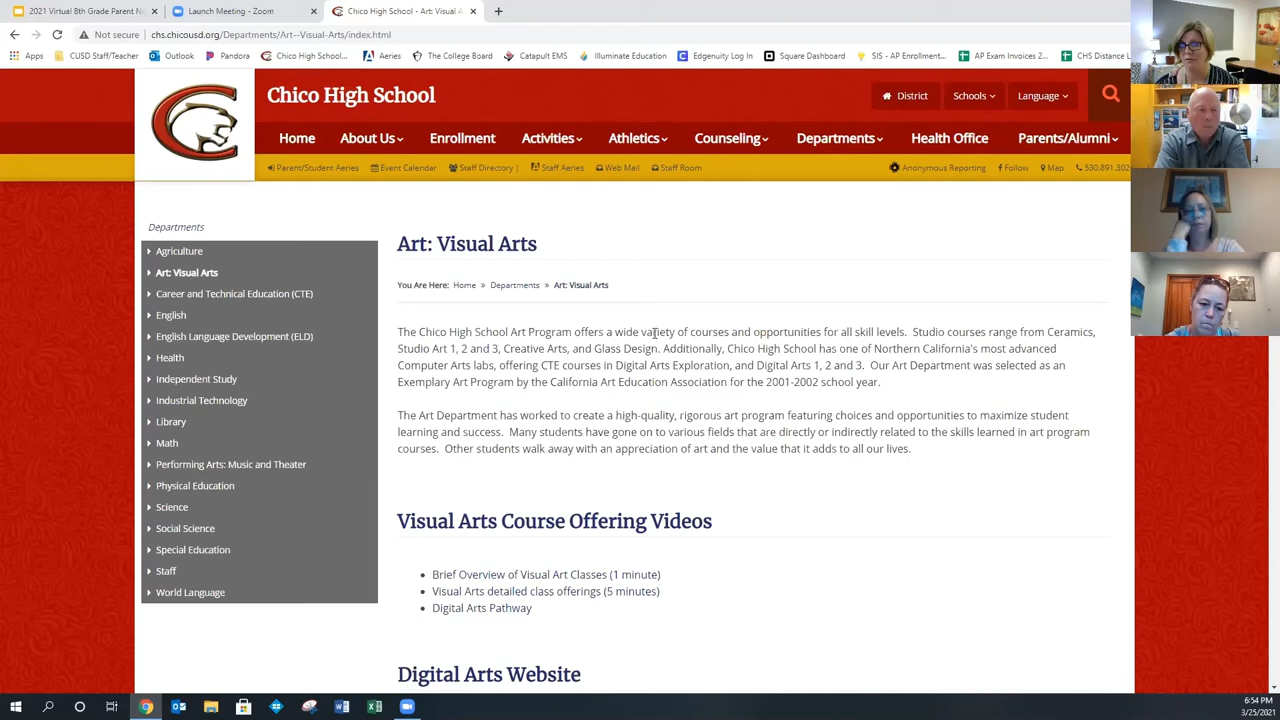 2021 Virtual 8th Grade Parent Ni
Launch Meeting - Zoom
Chico High School - Art: Visual A
Not secure
chs.chicousd.org/Departments/Art--Visual-Arts/index.html
Apps
CUSD Staff/Teacher
Outlook
Pandora
Chico High School...
Aeries
The College Board
Catapult EMS
Illuminate Education
Edgenuity Log In
Square Dashboard
SIS - AP Enrollment...
AP Exam Invoices 2...
CHS Distance
Chico High School
District
Schools
Language
Home
About Us
Enrollment
Activities
Athletics
Counseling
Departments
Health Office
Parents/Alumni
Parent/Student Aeries
Event Calendar
Staff Directory |
Staff Aeries
Web Mail
Staff Room
Anonymous Reporting
Follow
Map
Departments
Agriculture
Art: Visual Arts
Career and Technical Education (CTE)
English
English Language Development (ELD)
Health
Independent Study
Industrial Technology
Library
Math
Performing Arts: Music and Theater
Physical Education
Science
Social Science
Special Education
Staff
World Language
Art: Visual Arts
You Are Here: Home » Departments » Art: Visual Arts
The Chico High School Art Program offers a wide variety of courses and opportunities for all skill levels. Studio courses range from Ceramics,
Studio Art 1, 2 and 3, Creative Arts, and Glass Design. Additionally, Chico High School has one of Northern California's most advanced
Computer Arts labs, offering CTE courses in Digital Arts Exploration, and Digital Arts 1, 2 and 3. Our Art Department was selected as an
Exemplary Art Program by the California Art Education Association for the 2001-2002 school year.
The Art Department has worked to create a high-quality, rigorous art program featuring choices and opportunities to maximize student
learning and success. Many students have gone on to various fields that are directly or indirectly related to the skills learned in art program
courses. Other students walk away with an appreciation of art and the value that it adds to all our lives.
Visual Arts Course Offering Videos
Brief Overview of Visual Art Classes (1 minute)
Visual Arts detailed class offerings (5 minutes)
Digital Arts Pathway
Digital Arts Website
6:54 PM
3/25/2021